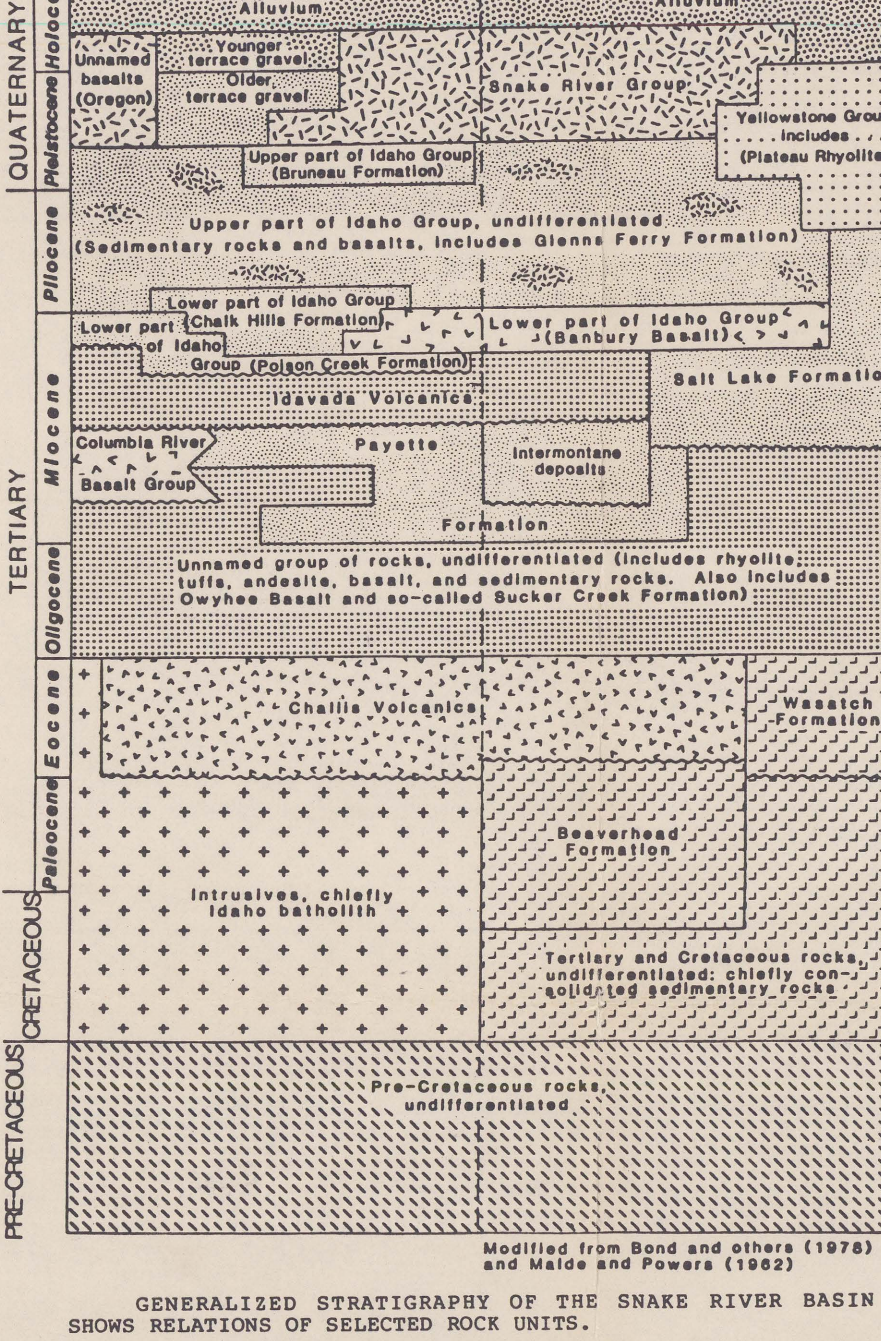 Alluvium
Alluvium
QUATERNARY
Holoc
Pleistocene
Unnamed
basalts
(Oregon)
Younger
terrace gravel
Older
terrace gravel
Snake River Group
Yellowstone Grou
includes
(Plateau Rhyolite
Upper part of Idaho Group
(Bruneau Formation)
Upper part of Idaho Group, undifferentiated
(Sedimentary rocks and basalts, includes Glenns Ferry Formation)
TERTIARY
Pliocene
Lower part of Idaho Group
(Chalk Hills Formation)
Lower part
of Idaho
Group (Poison Creek Formation)
Lower part of Idaho Group
(Banbury Basalt)
Salt Lake Formatio
Miocene
Idavada Volcanics
Columbia River
Basalt Group
Payette
Formation
Intermontane
deposits
Oligocene
Unnamed group of rocks, undifferentiated (includes rhyolite,
tuffs, andesite, basalt, and sedimentary rocks. Also includes
Owyhee Basalt and so-called Sucker Creek Formation)
Eocene
Challis Volcanics
Wasatch
Formation
Paleocene
Beaverhead
Formation
Intrusives, chiefly
Idaho batholith
CRETACEOUS
Tertiary and Cretaceous rocks,
undifferentiated: chiefly con-
solidated sedimentary rocks
PRE-CRETACEOUS
Pre-Cretaceous rocks,
undifferentiated
Modified from Bond and others (1978)
and Malde and Powers (1962)
GENERALIZED STRATIGRAPHY OF THE SNAKE RIVER BASIN
SHOWS RELATIONS OF SELECTED ROCK UNITS.